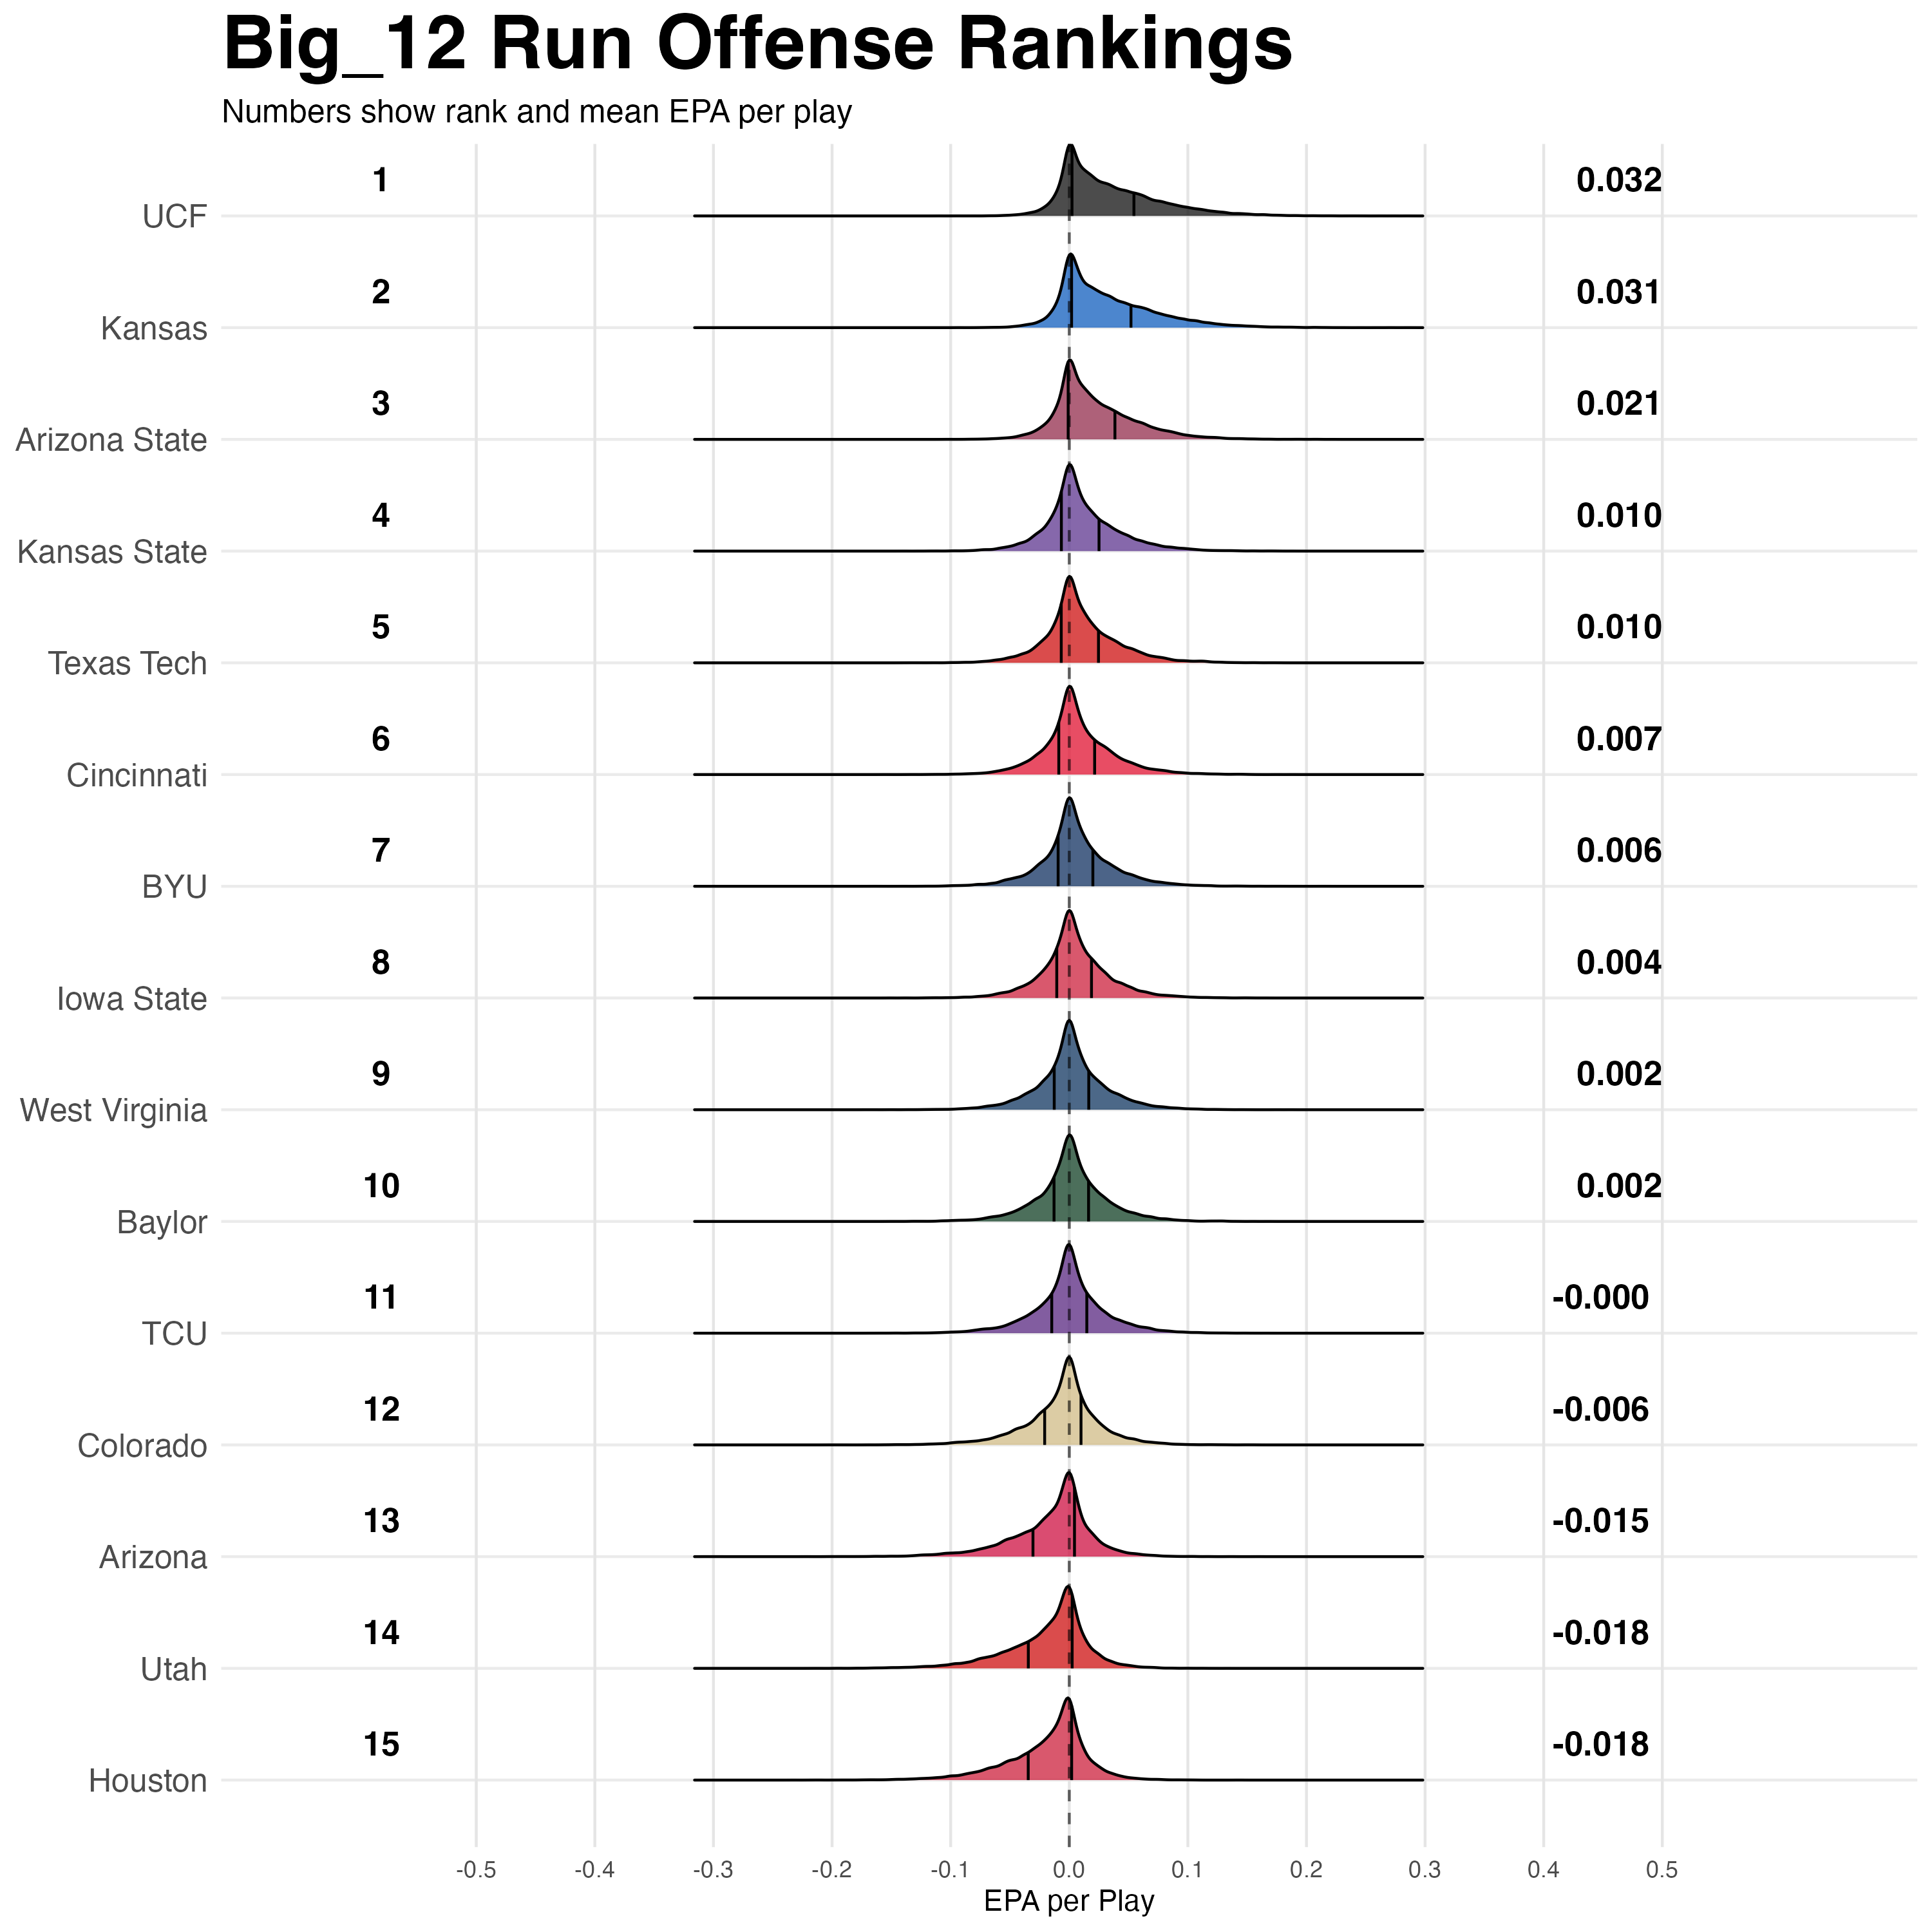 Big_12 Run Offense Rankings
Numbers show rank and mean EPA per play
1 0.032
UCF
2 0.031
Kansas
3 0.021
Arizona State
4 0.010
Kansas State
5 0.010
Texas Tech
6 0.007
Cincinnati
7 0.006
BYU
8 0.004
Iowa State
9 0.002
West Virginia
10 0.002
Baylor
11 -0.000
TCU
12 -0.006
Colorado
13 -0.015
Arizona
14 -0.018
Utah
15 -0.018
Houston
-0.5 -0.4 -0.3 -0.2 -0.1 0.0 0.1 0.2 0.3 0.4 0.5
EPA per Play